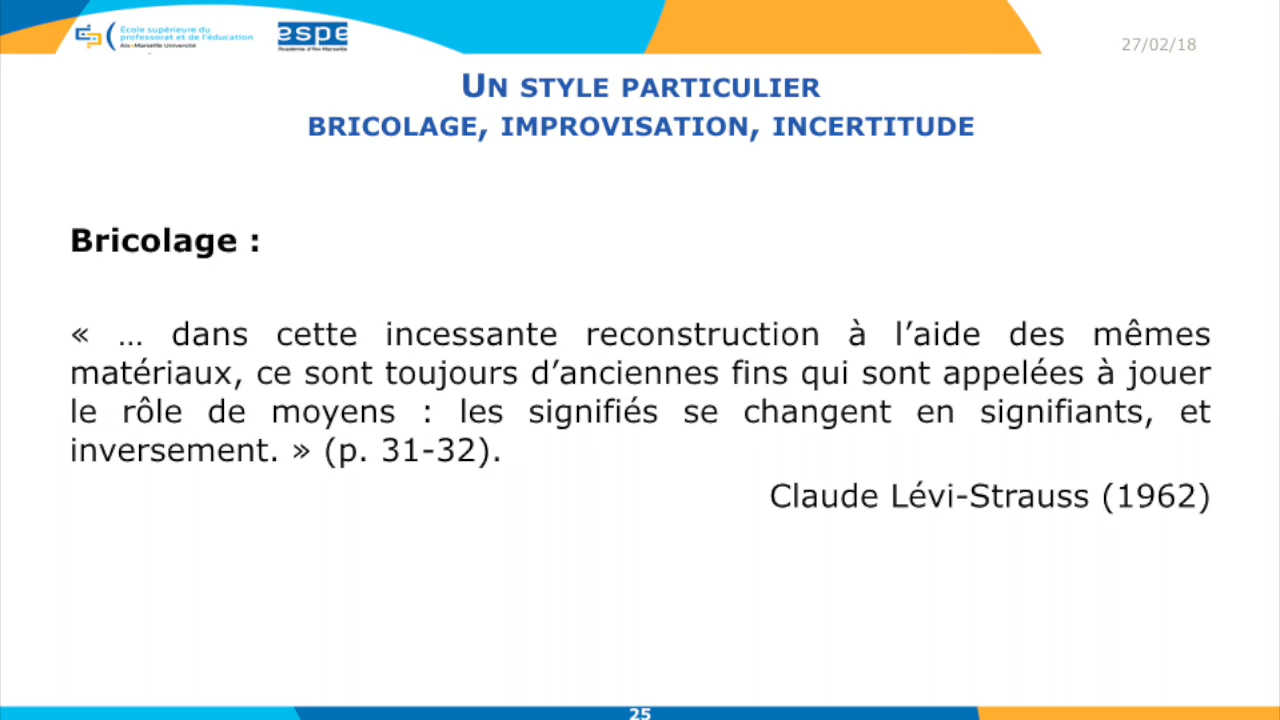 École supérieure du
professorat et de l'éducation
Aix-Marseille Université
espe
Académie d'Aix-Marseille
27/02/18
UN STYLE PARTICULIER
BRICOLAGE, IMPROVISATION, INCERTITUDE
Bricolage :
« … dans cette incessante reconstruction à l’aide des mêmes
matériaux, ce sont toujours d’anciennes fins qui sont appelées à jouer
le rôle de moyens : les signifiés se changent en signifiants, et
inversement. » (p. 31-32).
Claude Lévi-Strauss (1962)
25